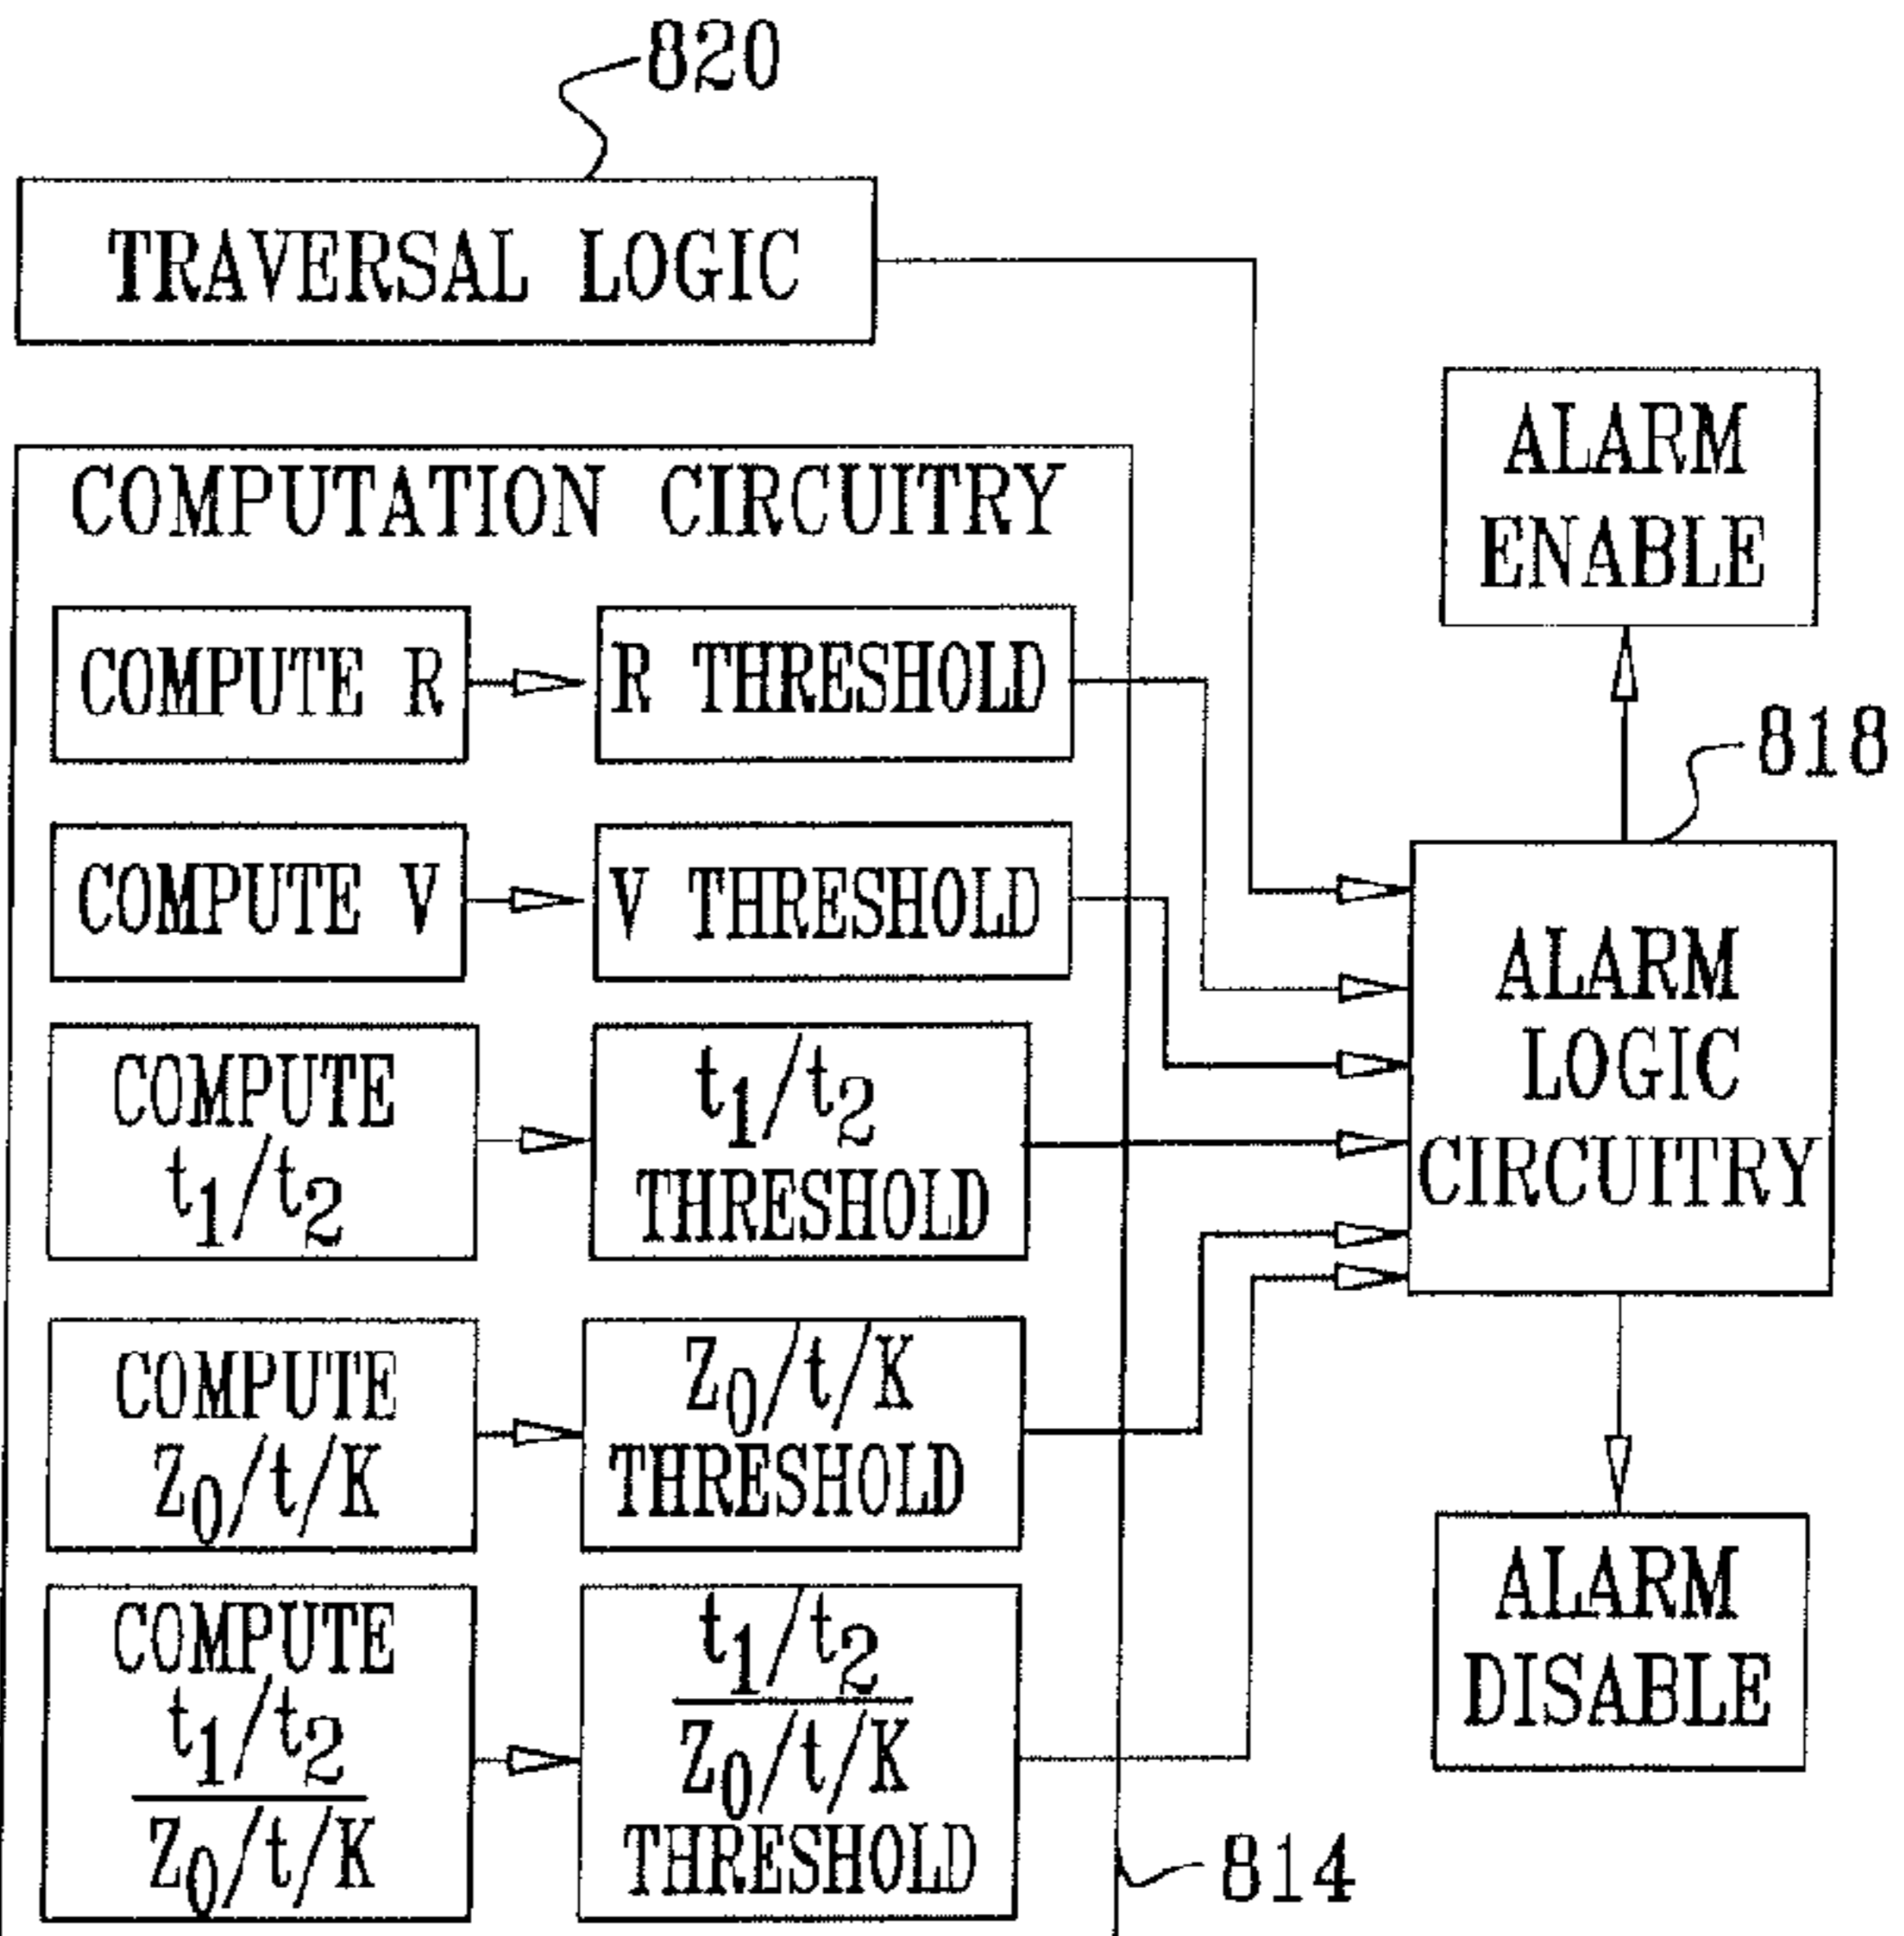 820
TRAVERSAL LOGIC
COMPUTATION CIRCUITRY
COMPUTE R
R THRESHOLD
COMPUTE V
V THRESHOLD
COMPUTE
t1/t2
t1/t2
THRESHOLD
COMPUTE
Z0/t/K
Z0/t/K
THRESHOLD
COMPUTE
t1/t2
Z0/t/K
t1/t2
Z0/t/K
THRESHOLD
814
ALARM
ENABLE
818
ALARM
LOGIC
CIRCUITRY
ALARM
DISABLE